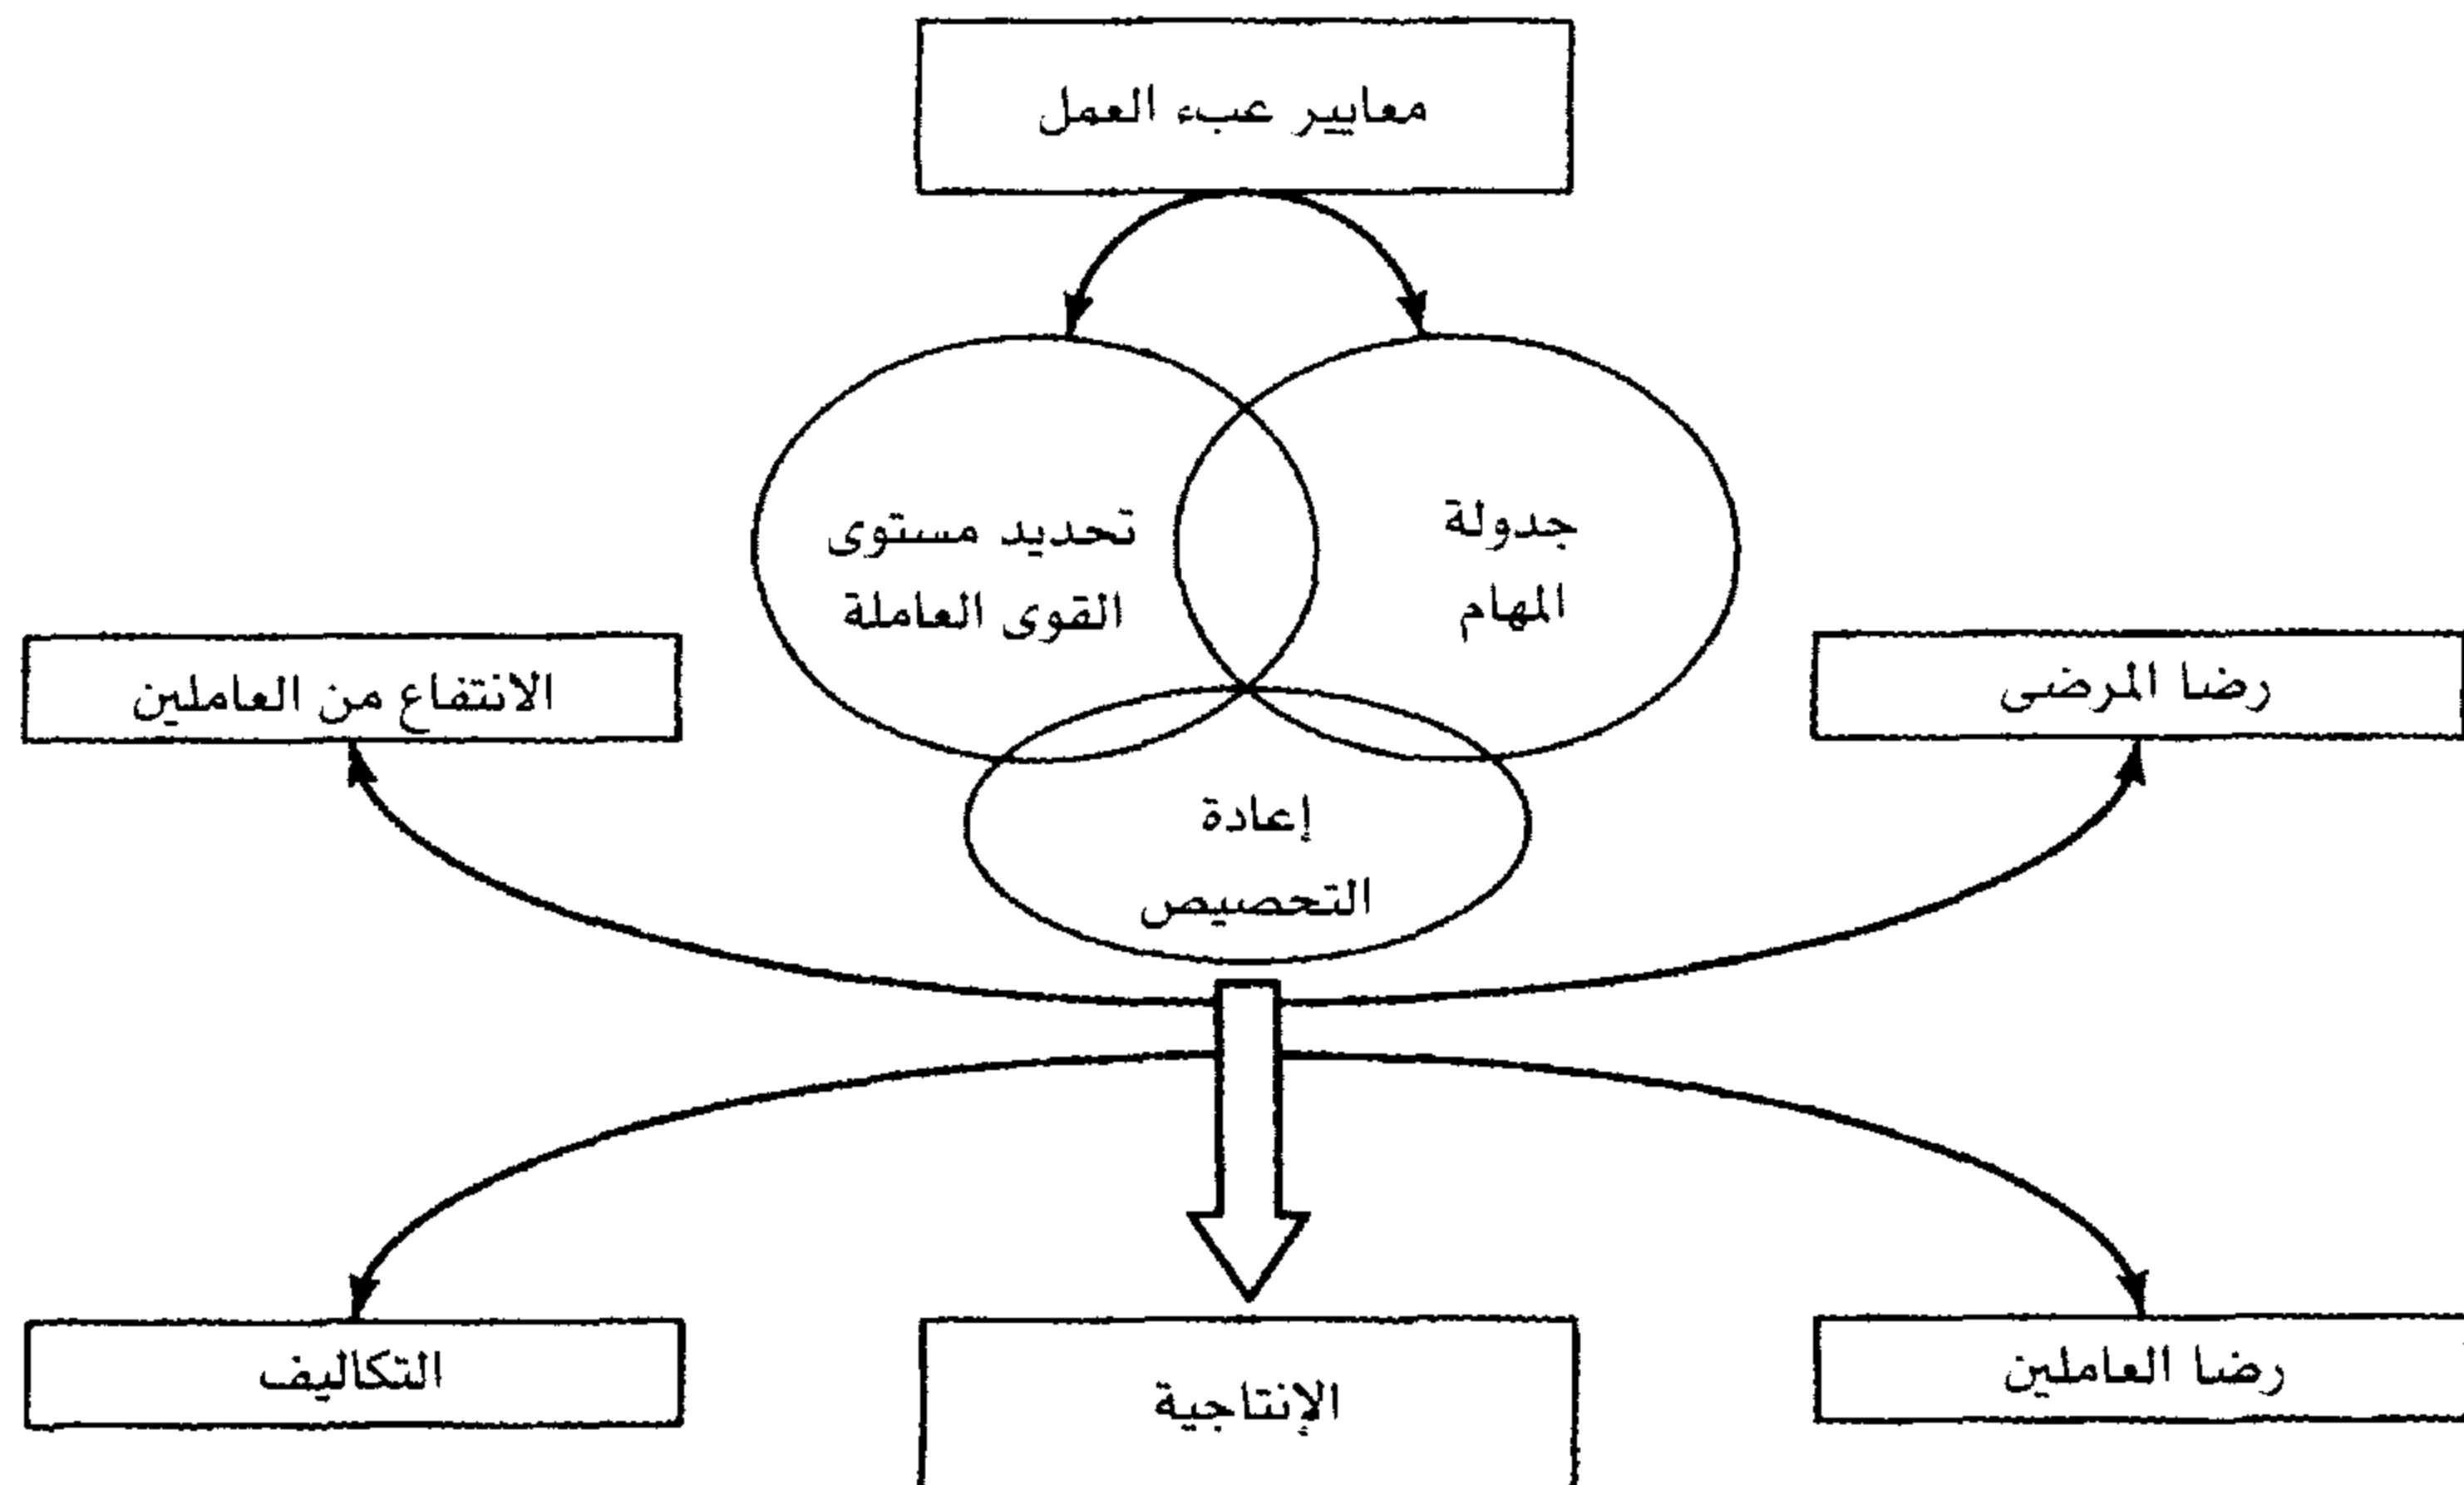 معايير عبء العمل
جدولة
المهام
تحديد مستوى
القوى العاملة
رضا المرضى
الانتفاع من العاملين
إعادة
التخصيص
رضا العاملين
الإنتاجية
التكاليف